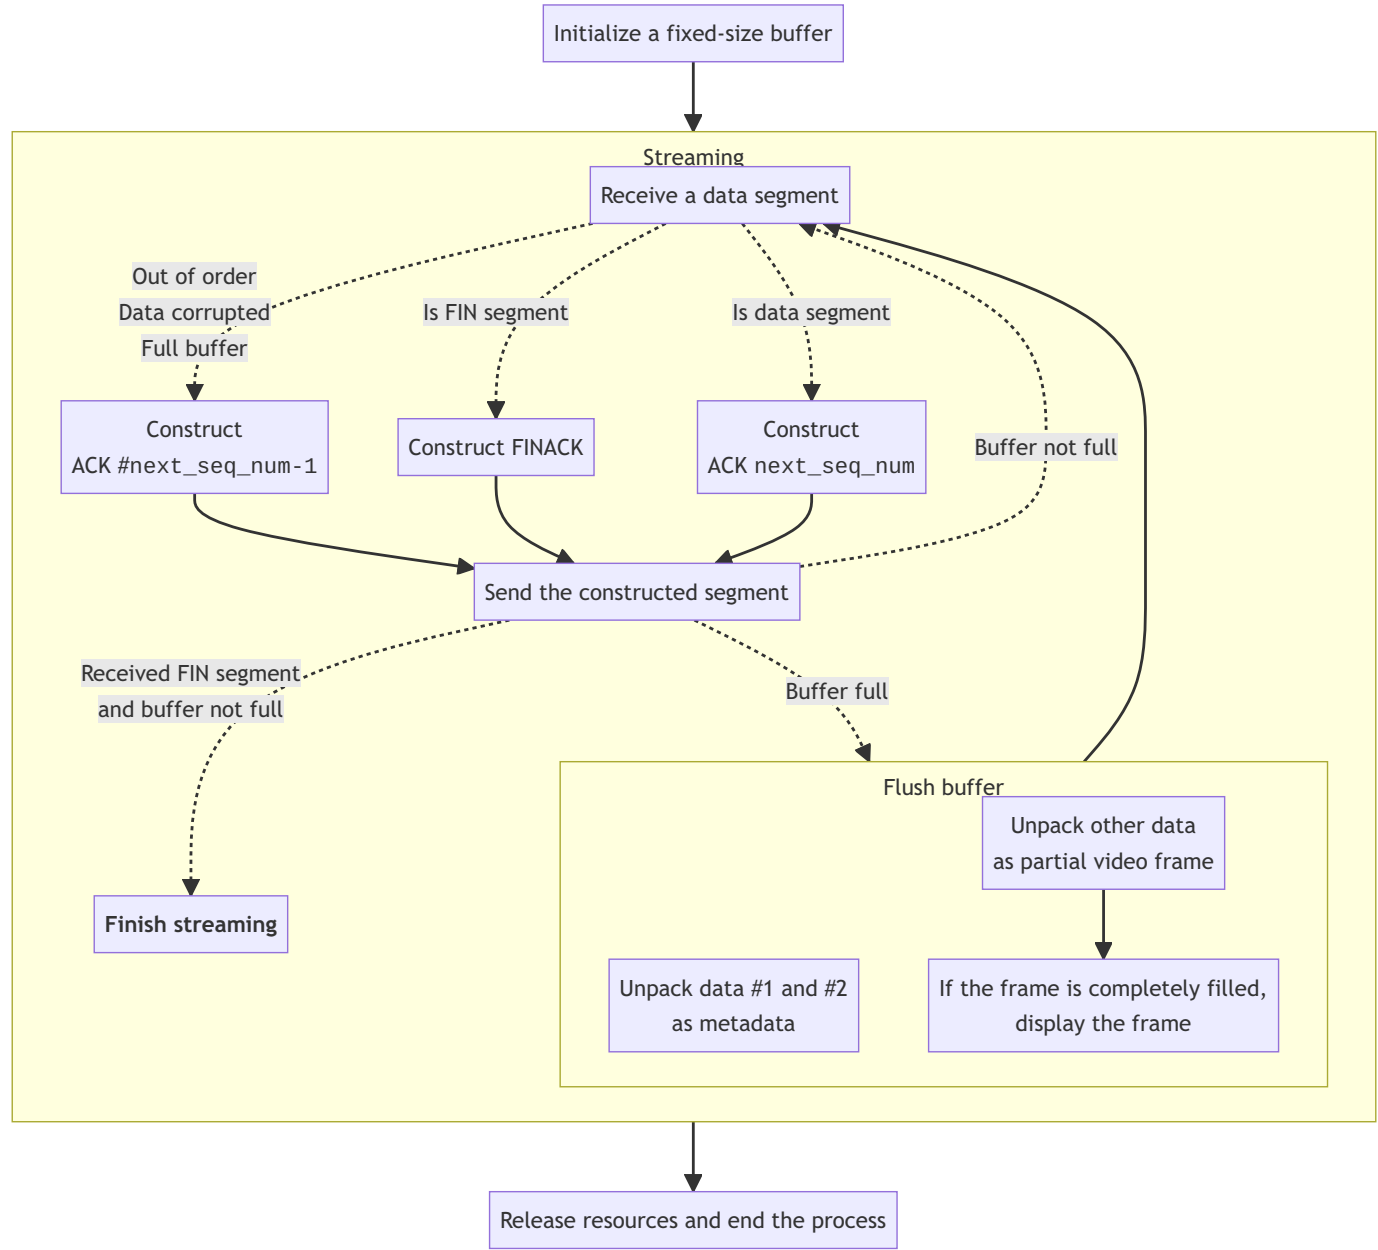 Initialize a fixed-size buffer
Streaming
Receive a data segment
Out of order
Data corrupted
Full buffer
Is FIN segment
Is data segment
Construct
ACK #next_seq_num-1
Construct FINACK
Construct
ACK next_seq_num
Buffer not full
Send the constructed segment
Received FIN segment
and buffer not full
Buffer full
Flush buffer
Unpack other data
as partial video frame
Finish streaming
Unpack data #1 and #2
as metadata
If the frame is completely filled,
display the frame
Release resources and end the process